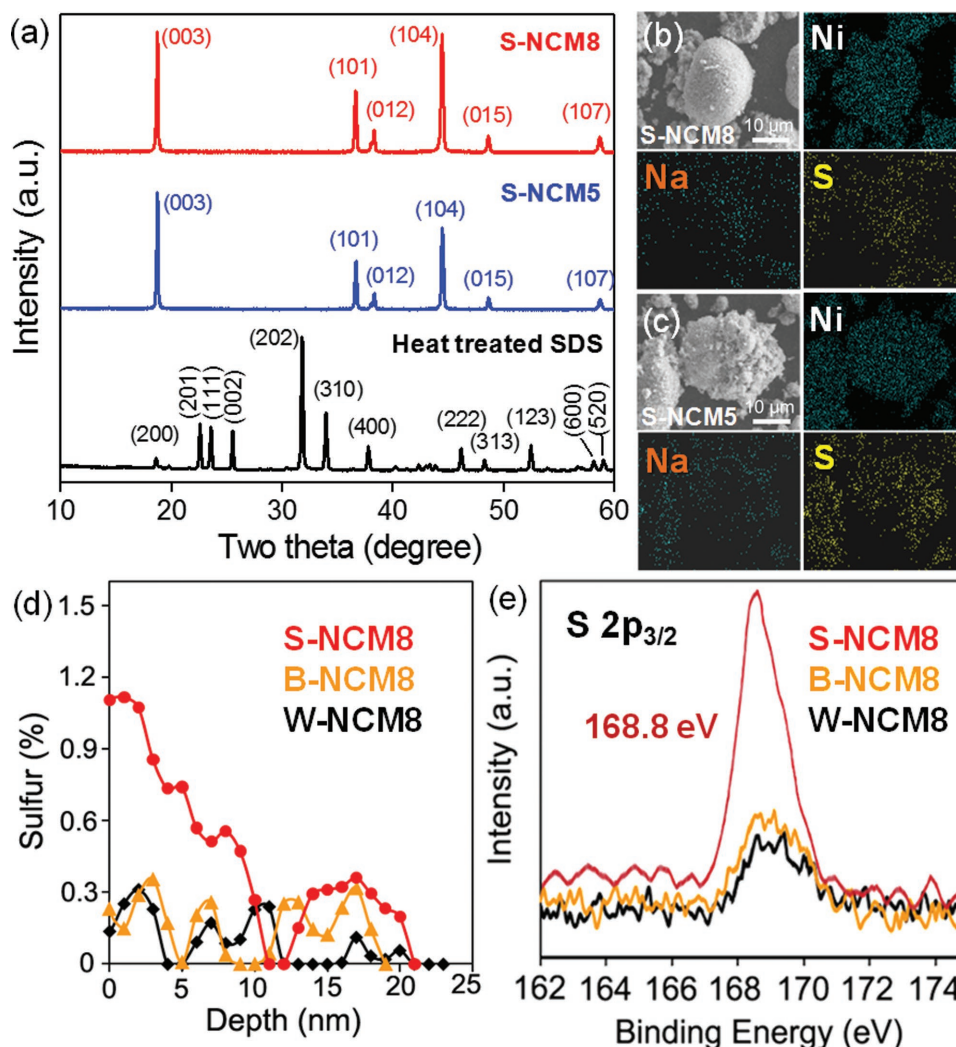 (a)
S-NCM8
(003)
(101)
(012)
(104)
(015)
(107)
S-NCM5
(003)
(101)
(012)
(104)
(015)
(107)
Heat treated SDS
(200)
(201)
(111)
(002)
(202)
(310)
(400)
(222)
(313)
(123)
(600)
(520)
Intensity (a.u.)
10 20 30 40 50 60
Two theta (degree)
(b)
S-NCM8
10 µm
Ni
Na
S
(c)
S-NCM5
10 µm
Ni
Na
S
(d)
S-NCM8
B-NCM8
W-NCM8
Sulfur (%)
1.5
1.2
0.9
0.6
0.3
0
0 5 10 15 20 25
Depth (nm)
(e)
S 2p3/2
S-NCM8
B-NCM8
W-NCM8
168.8 eV
Intensity (a.u.)
162 164 166 168 170 172 174
Binding Energy (eV)